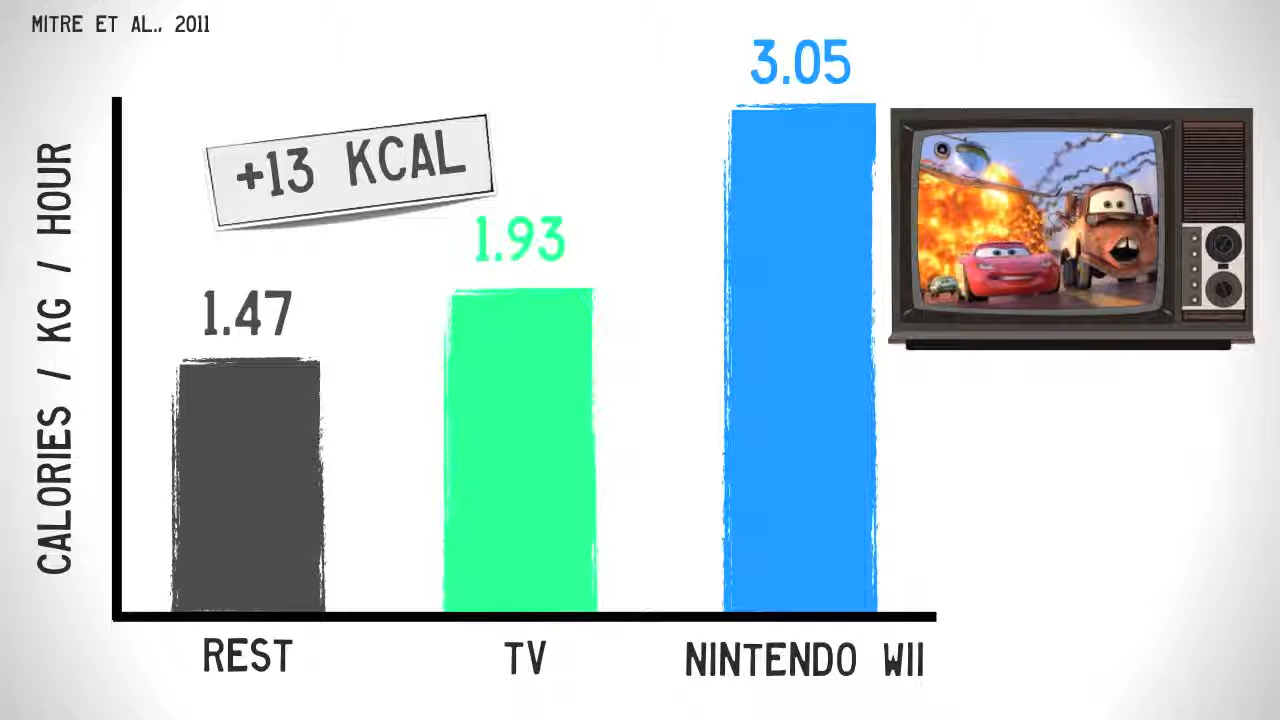 MITRE ET AL., 2011
3.05
+13 KCAL
1.93
1.47
CALORIES / KG / HOUR
REST
TV
NINTENDO WII